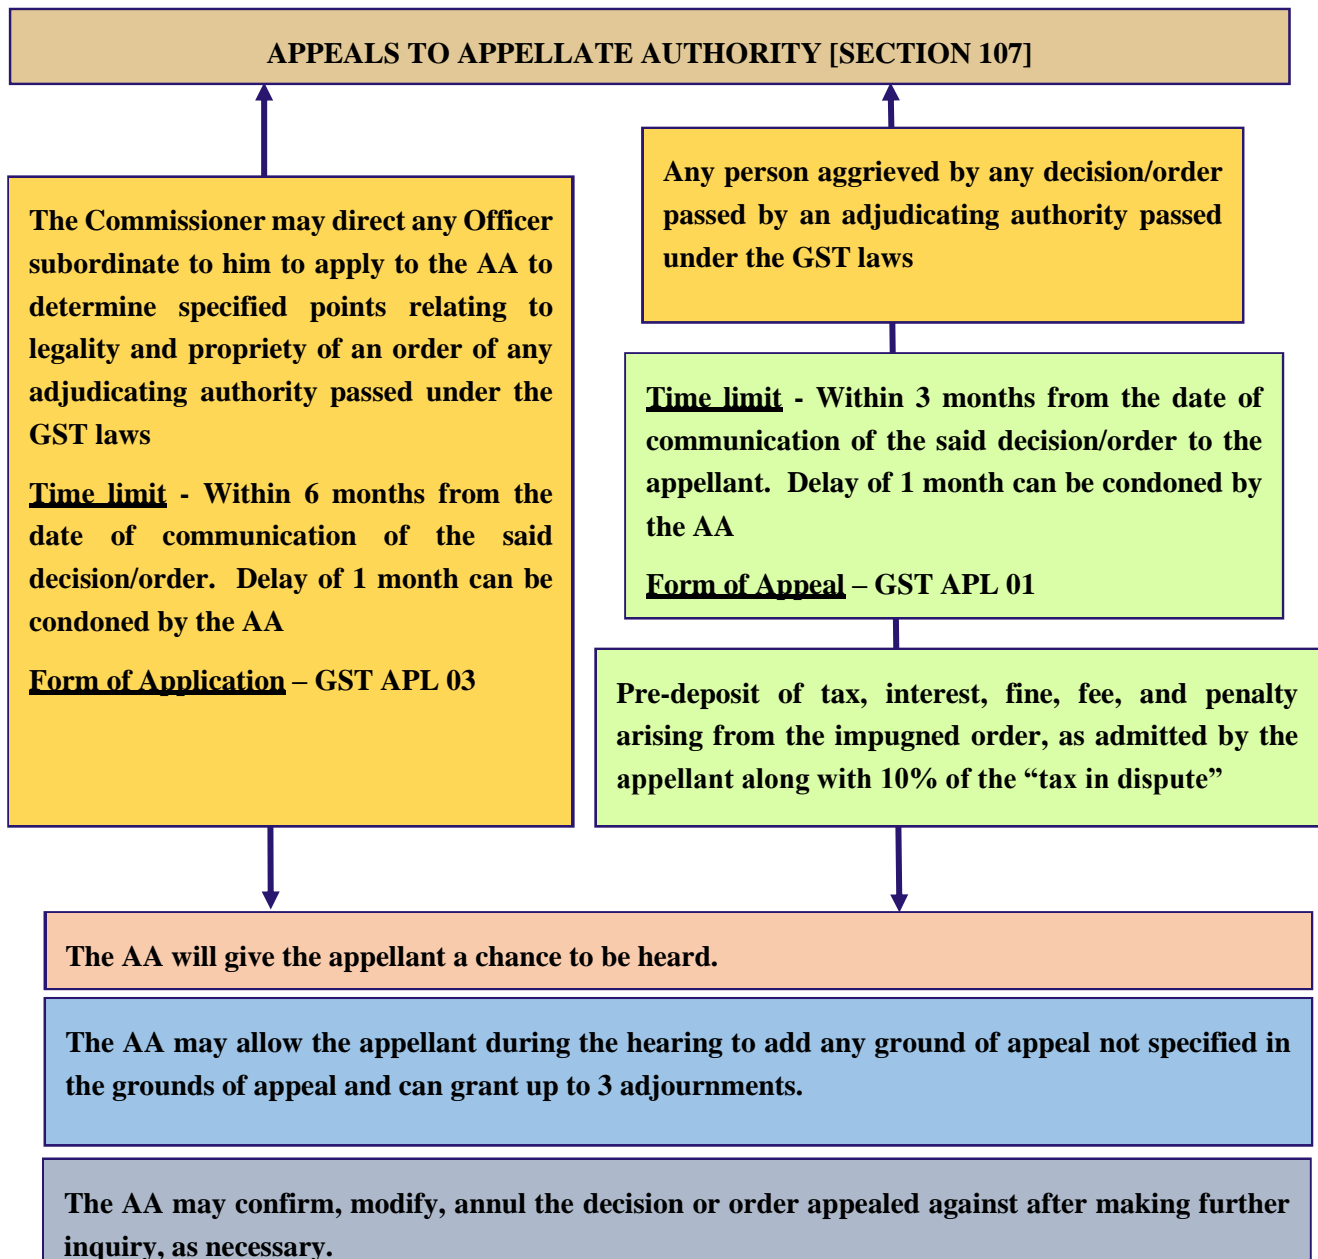 APPEALS TO APPELLATE AUTHORITY [SECTION 107]
The Commissioner may direct any Officer
subordinate to him to apply to the AA to
determine specified points relating to
legality and propriety of an order of any
adjudicating authority passed under the
GST laws
Time limit - Within 6 months from the
date of communication of the said
decision/order. Delay of 1 month can be
condoned by the AA
Form of Application – GST APL 03
Any person aggrieved by any decision/order
passed by an adjudicating authority passed
under the GST laws
Time limit - Within 3 months from the date of
communication of the said decision/order to the
appellant. Delay of 1 month can be condoned by
the AA
Form of Appeal – GST APL 01
Pre-deposit of tax, interest, fine, fee, and penalty
arising from the impugned order, as admitted by the
appellant along with 10% of the “tax in dispute”
The AA will give the appellant a chance to be heard.
The AA may allow the appellant during the hearing to add any ground of appeal not specified in
the grounds of appeal and can grant up to 3 adjournments.
The AA may confirm, modify, annul the decision or order appealed against after making further
inquiry, as necessary.